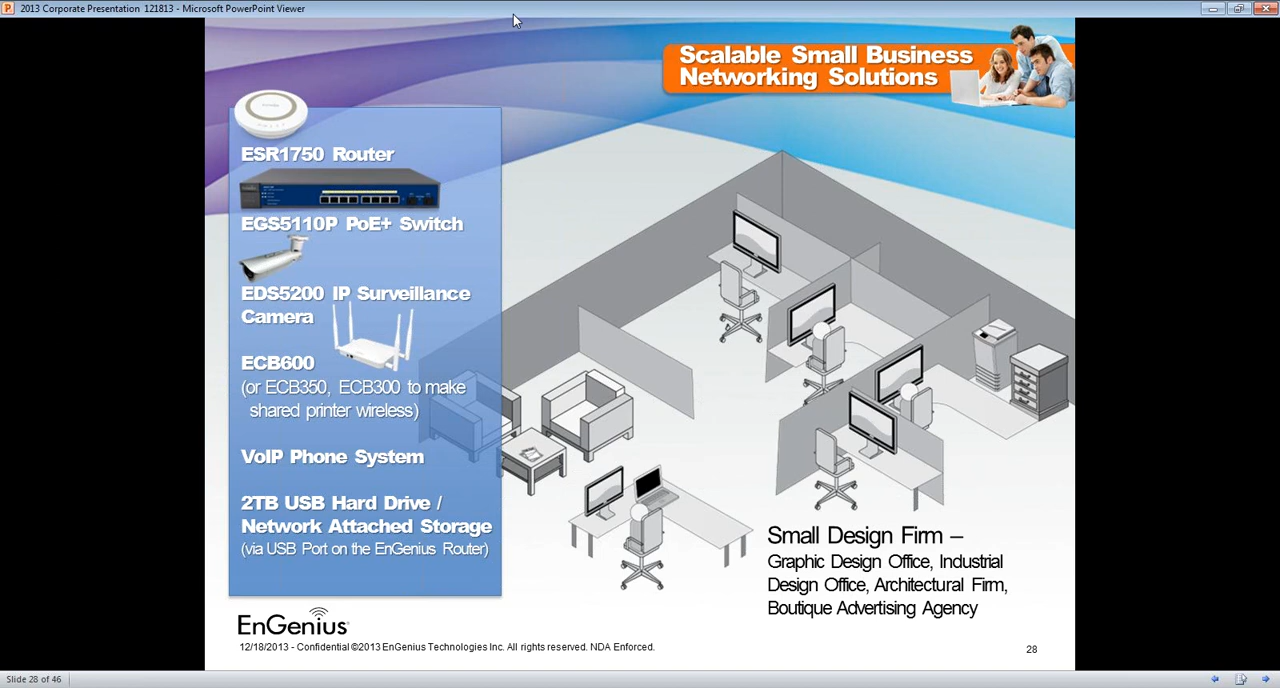 2013 Corporate Presentation 121813 - Microsoft PowerPoint Viewer
Scalable Small Business
Networking Solutions
ESR1750 Router
EGS5110P PoE+ Switch
EDS5200 IP Surveillance
Camera
ECB600
(or ECB350, ECB300 to make
shared printer wireless)
VoIP Phone System
2TB USB Hard Drive /
Network Attached Storage
(via USB Port on the EnGenius Router)
Small Design Firm –
Graphic Design Office, Industrial
Design Office, Architectural Firm,
Boutique Advertising Agency
EnGenius
12/18/2013 - Confidential ©2013 EnGenius Technologies Inc. All rights reserved. NDA Enforced.
28
Slide 28 of 46